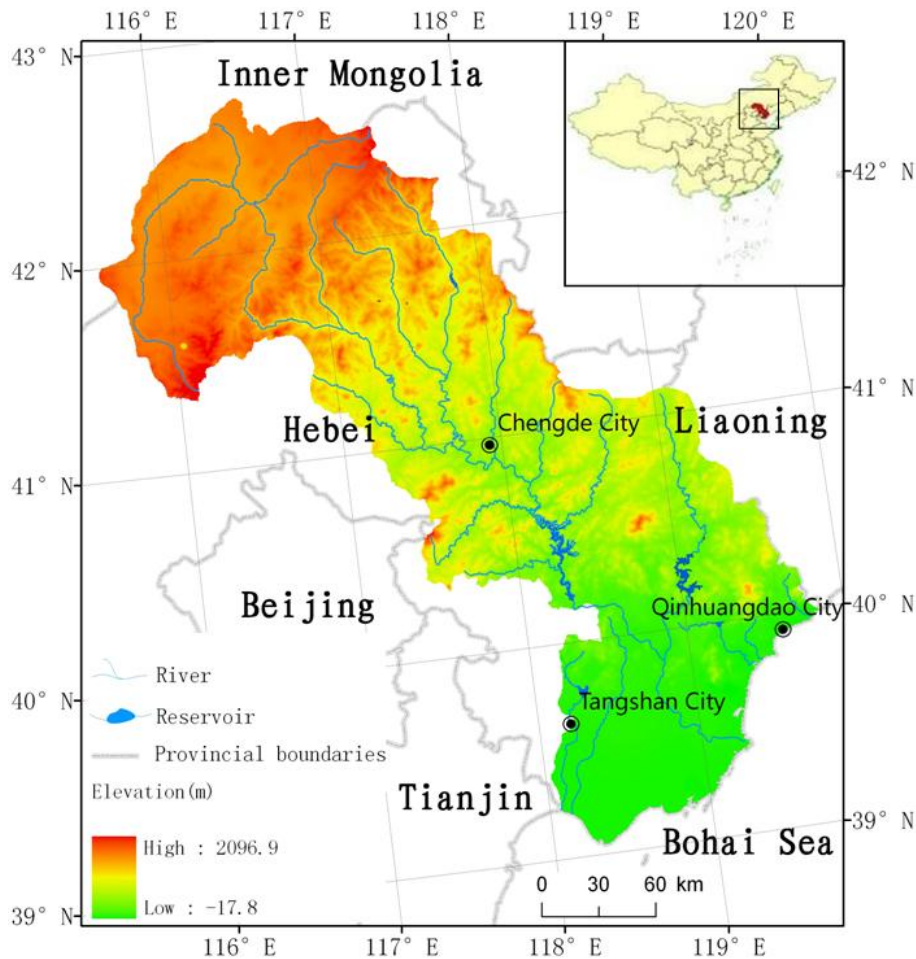 116° E 117° E 118° E 119° E 120° E
43° N
Inner Mongolia
42° N
42° N
41° N
Chengde City
Liaoning
Hebei
41° N
Beijing
40° N
Qinhuangdao City
River
40° N
Tangshan City
Reservoir
Provincial boundaries
Elevation(m)
Tianjin
39° N
Bohai Sea
High : 2096.9
0 30 60 km
Low : -17.8
39° N
116° E 117° E 118° E 119° E